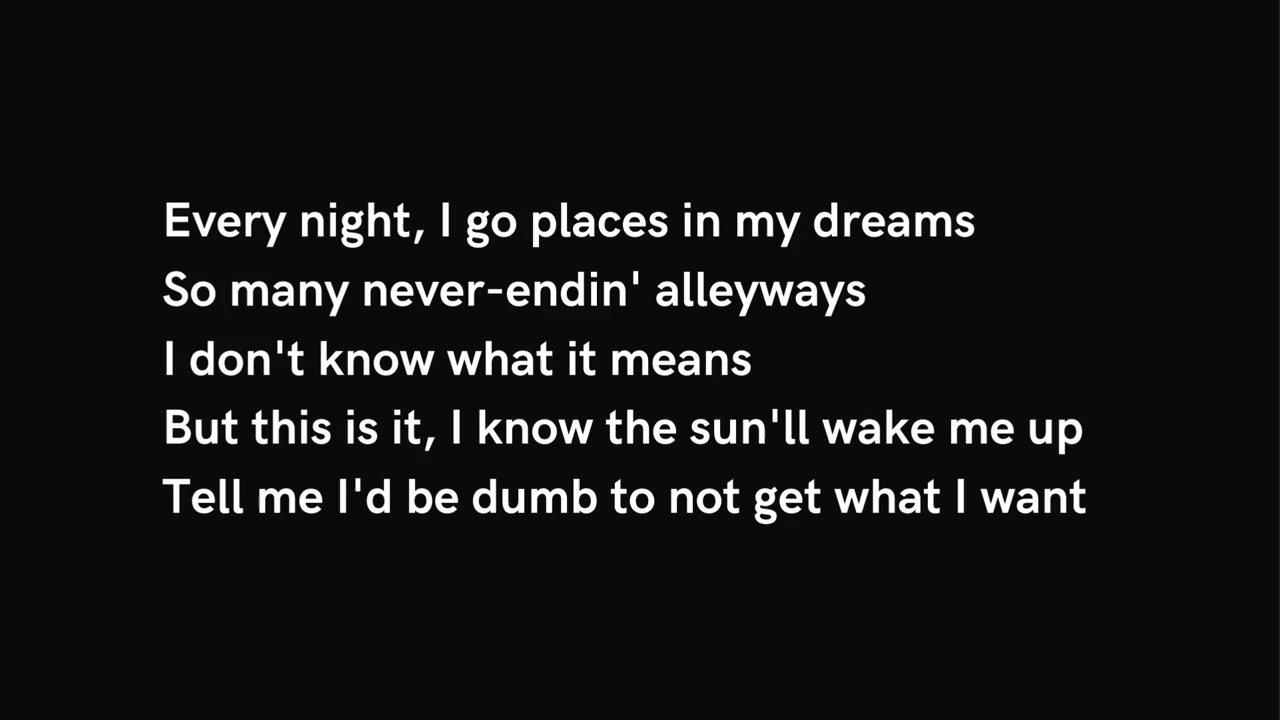 Every night, I go places in my dreams
So many never-endin' alleyways
I don't know what it means
But this is it, I know the sun'll wake me up
Tell me I'd be dumb to not get what I want